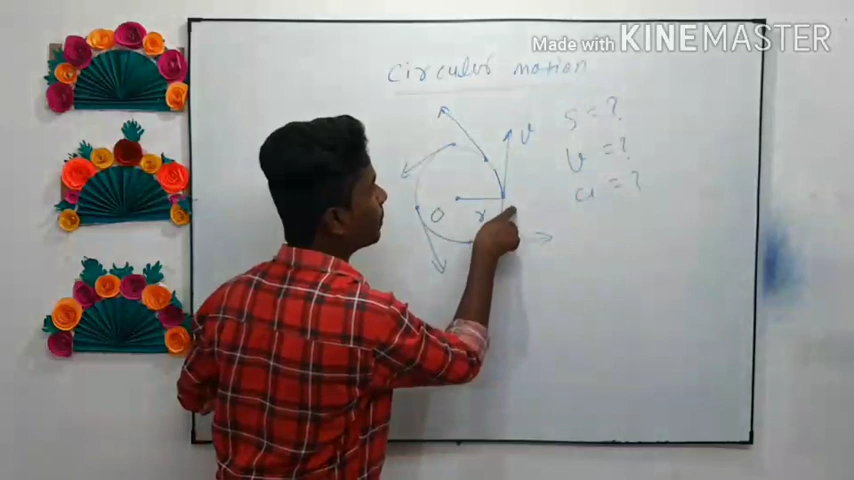 Made with KINEMASTER
Circular motion
v
s = ?
v = ?
a = ?
O
r